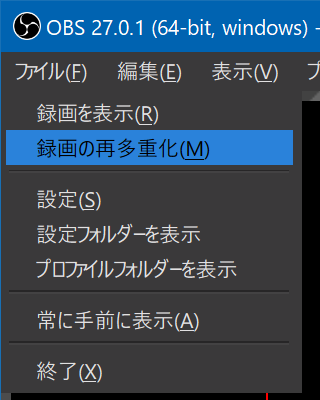 OBS 27.0.1 (64-bit, windows) -
ファイル(F) 編集(E) 表示(V)
録画を表示(R)
録画の再多重化(M)
設定(S)
設定フォルダーを表示
プロファイルフォルダーを表示
常に手前に表示(A)
終了(X)